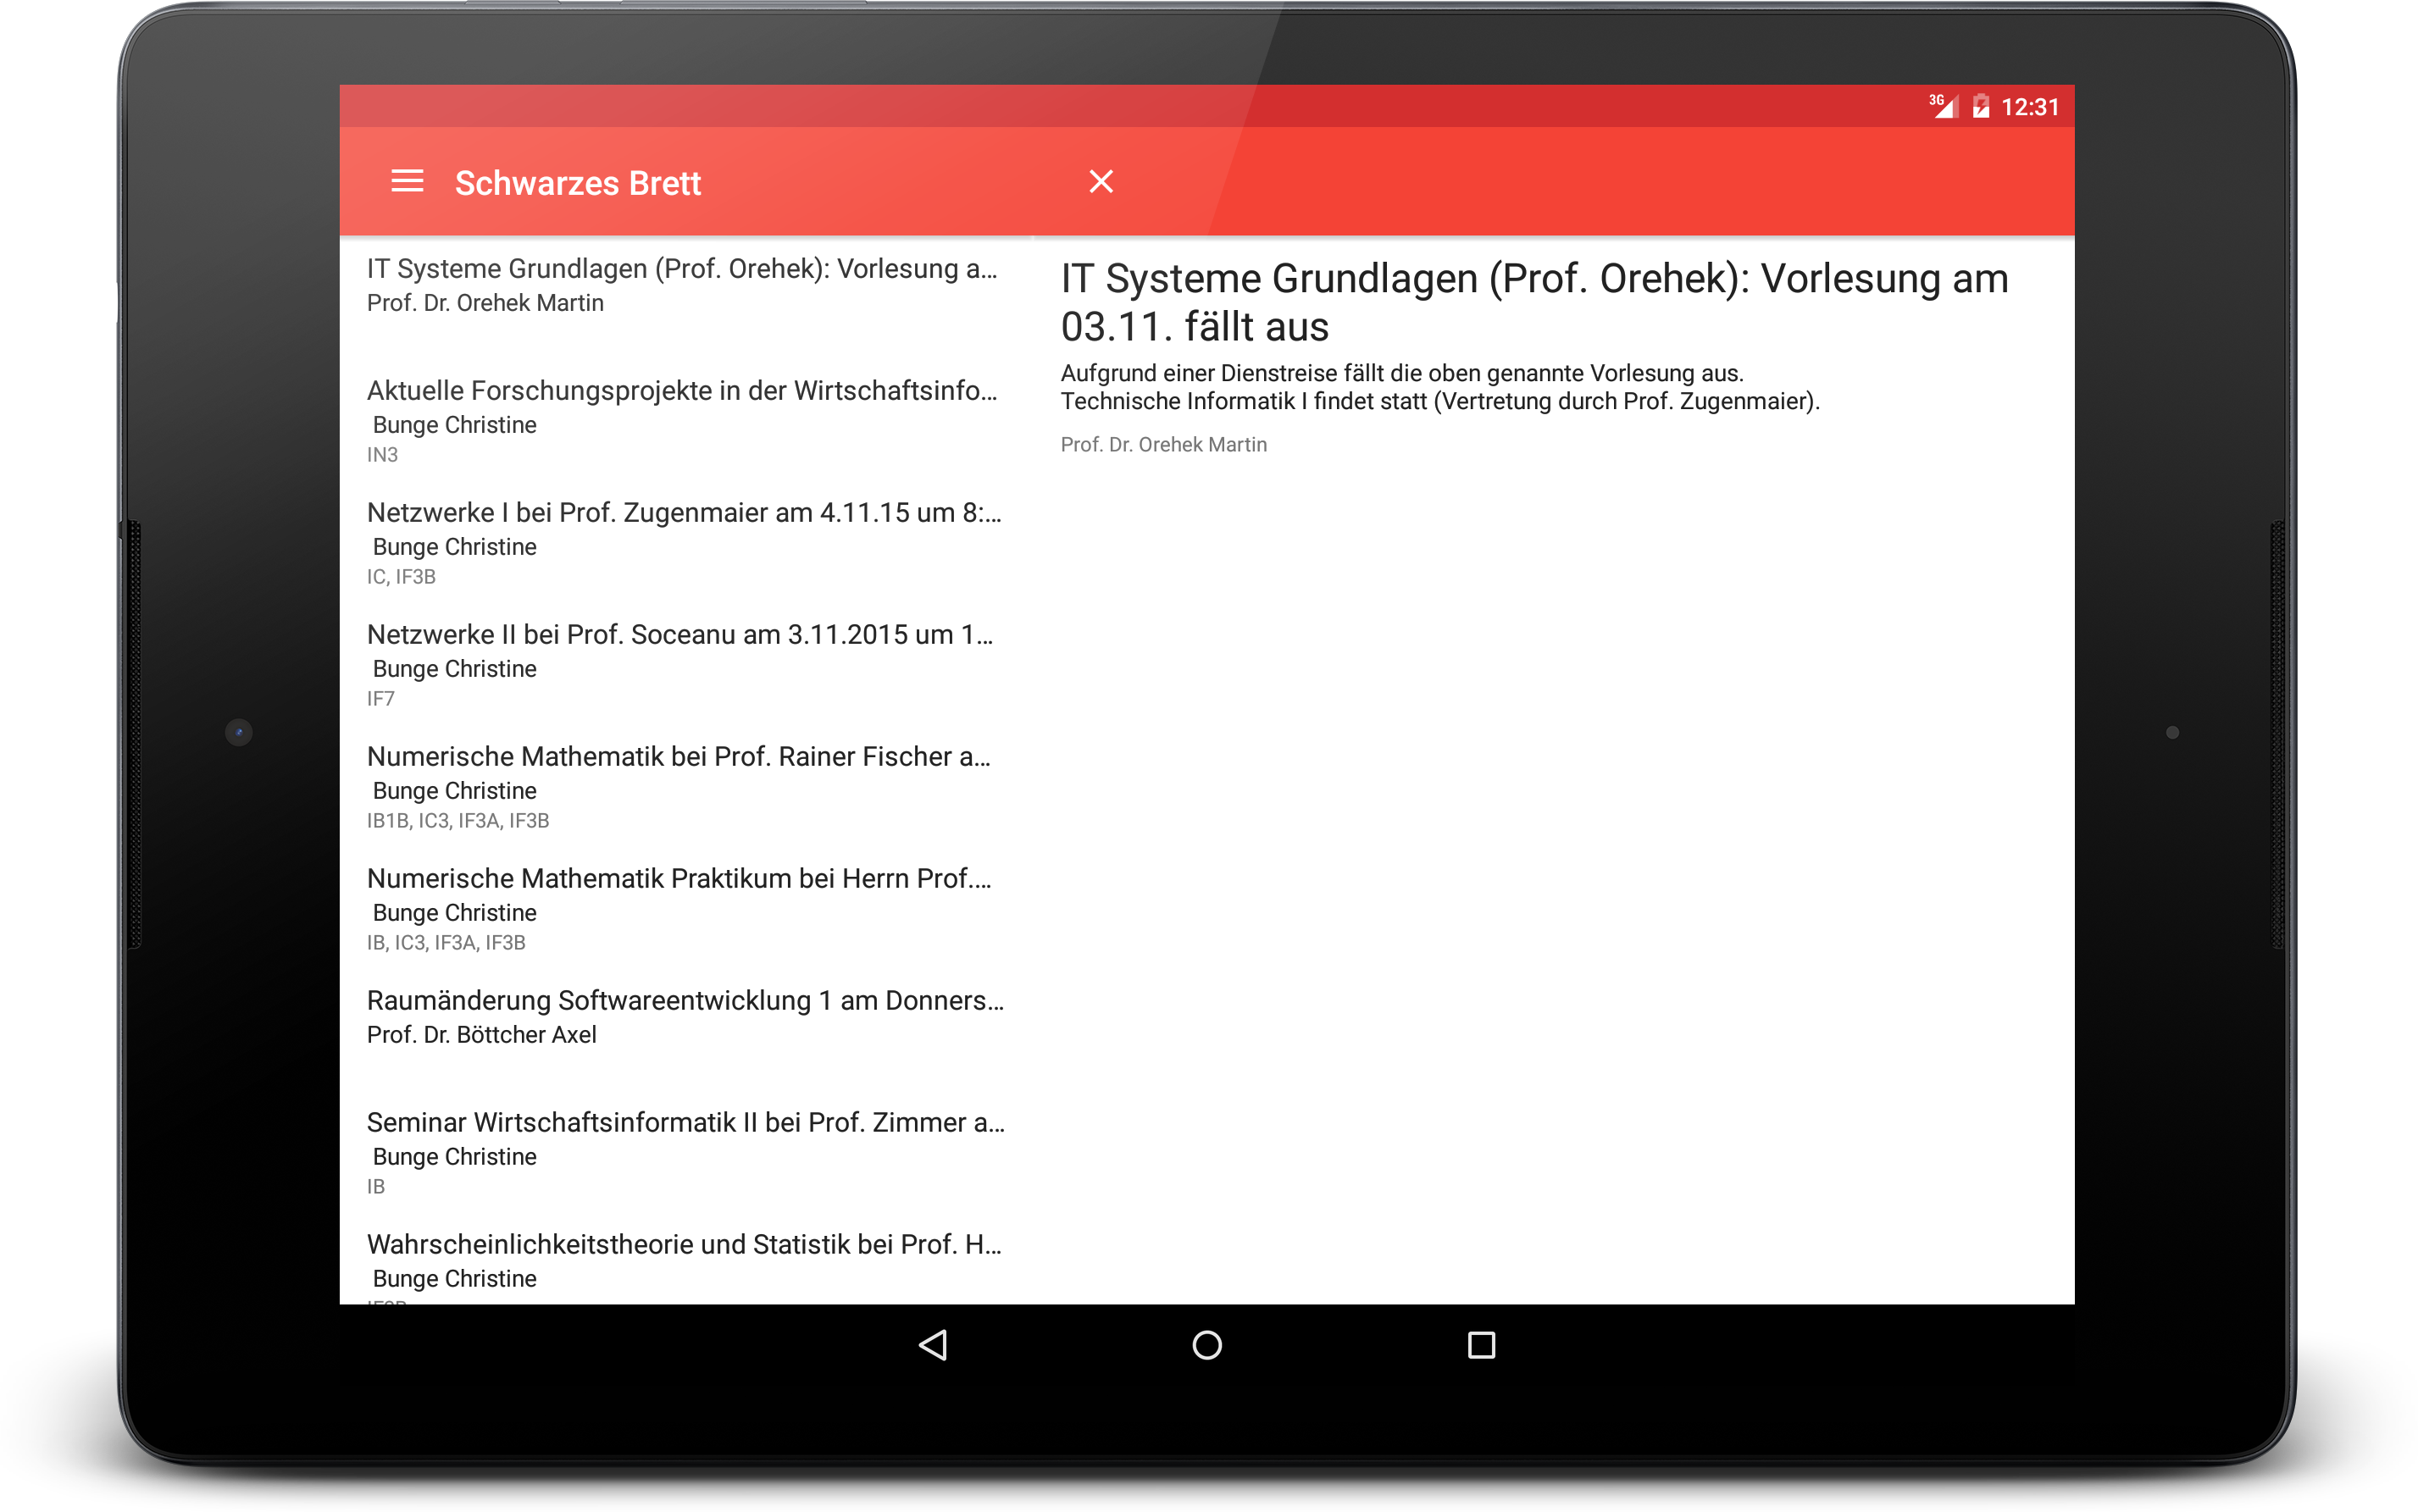 3G 12:31
Schwarzes Brett
IT Systeme Grundlagen (Prof. Orehek): Vorlesung a...
Prof. Dr. Orehek Martin
Aktuelle Forschungsprojekte in der Wirtschaftsinfo...
Bunge Christine
IN3
Netzwerke I bei Prof. Zugenmaier am 4.11.15 um 8:...
Bunge Christine
IC, IF3B
Netzwerke II bei Prof. Soceanu am 3.11.2015 um 1...
Bunge Christine
IF7
Numerische Mathematik bei Prof. Rainer Fischer a...
Bunge Christine
IB1B, IC3, IF3A, IF3B
Numerische Mathematik Praktikum bei Herrn Prof....
Bunge Christine
IB, IC3, IF3A, IF3B
Raumänderung Softwareentwicklung 1 am Donners...
Prof. Dr. Böttcher Axel
Seminar Wirtschaftsinformatik II bei Prof. Zimmer a...
Bunge Christine
IB
Wahrscheinlichkeitstheorie und Statistik bei Prof. H...
Bunge Christine
IT Systeme Grundlagen (Prof. Orehek): Vorlesung am
03.11. fällt aus
Aufgrund einer Dienstreise fällt die oben genannte Vorlesung aus.
Technische Informatik I findet statt (Vertretung durch Prof. Zugenmaier).
Prof. Dr. Orehek Martin